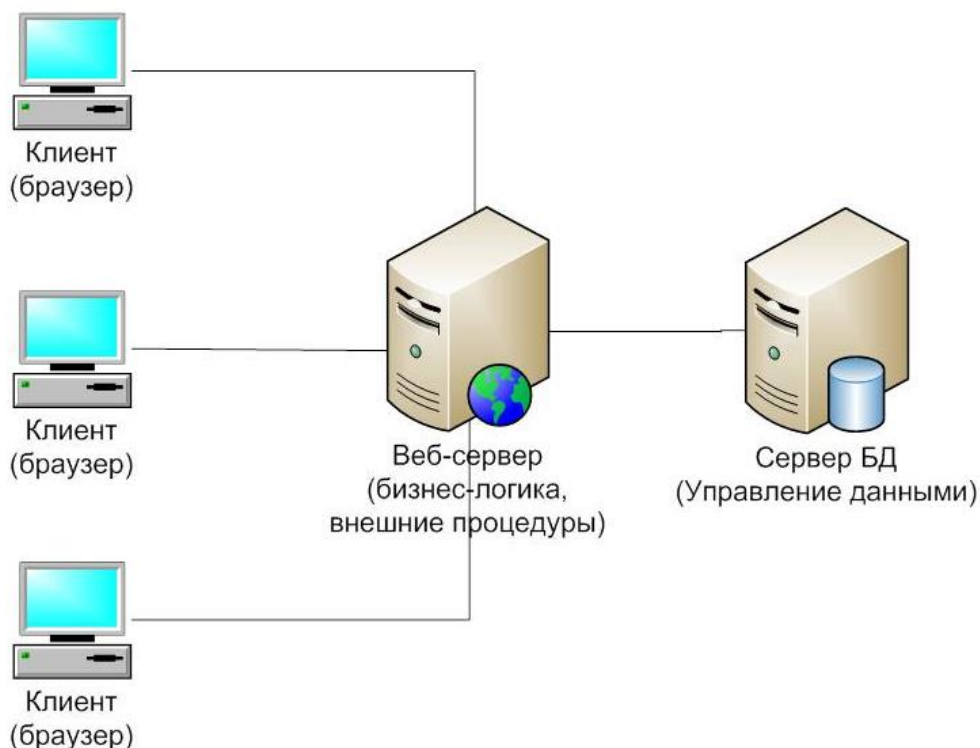 Клиент
(браузер)
Клиент
(браузер)
Веб-сервер
(бизнес-логика,
внешние процедуры)
Сервер БД
(Управление данными)
Клиент
(браузер)